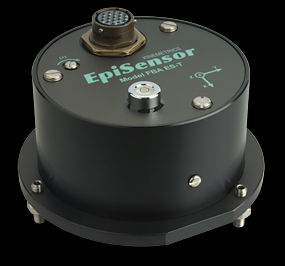 KINEMETRICS
EpiSensor
Model FBA ES-T